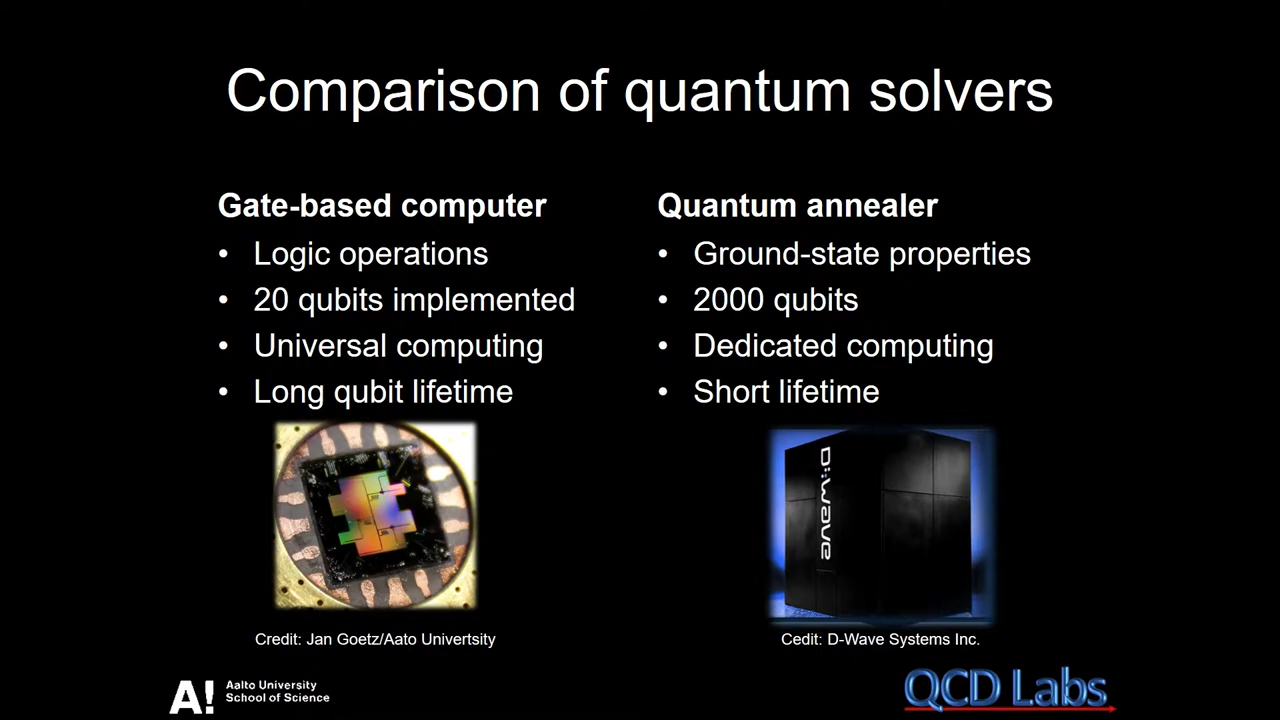 Comparison of quantum solvers
Gate-based computer
• Logic operations
• 20 qubits implemented
• Universal computing
• Long qubit lifetime
Credit: Jan Goetz/Aato Univertsity
Quantum annealer
• Ground-state properties
• 2000 qubits
• Dedicated computing
• Short lifetime
D:wave
Cedit: D-Wave Systems Inc.
A! Aalto University
School of Science
QCD Labs